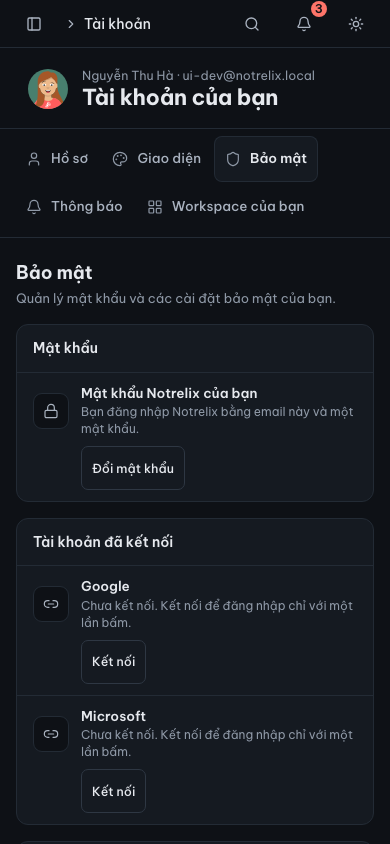 Tài khoản
3
Nguyễn Thu Hà · ui-dev@notrelix.local
Tài khoản của bạn
Hồ sơ
Giao diện
Bảo mật
Thông báo
Workspace của bạn
Bảo mật
Quản lý mật khẩu và các cài đặt bảo mật của bạn.
Mật khẩu
Mật khẩu Notrelix của bạn
Bạn đăng nhập Notrelix bằng email này và một
mật khẩu.
Đổi mật khẩu
Tài khoản đã kết nối
Google
Chưa kết nối. Kết nối để đăng nhập chỉ với một
lần bấm.
Kết nối
Microsoft
Chưa kết nối. Kết nối để đăng nhập chỉ với một
lần bấm.
Kết nối